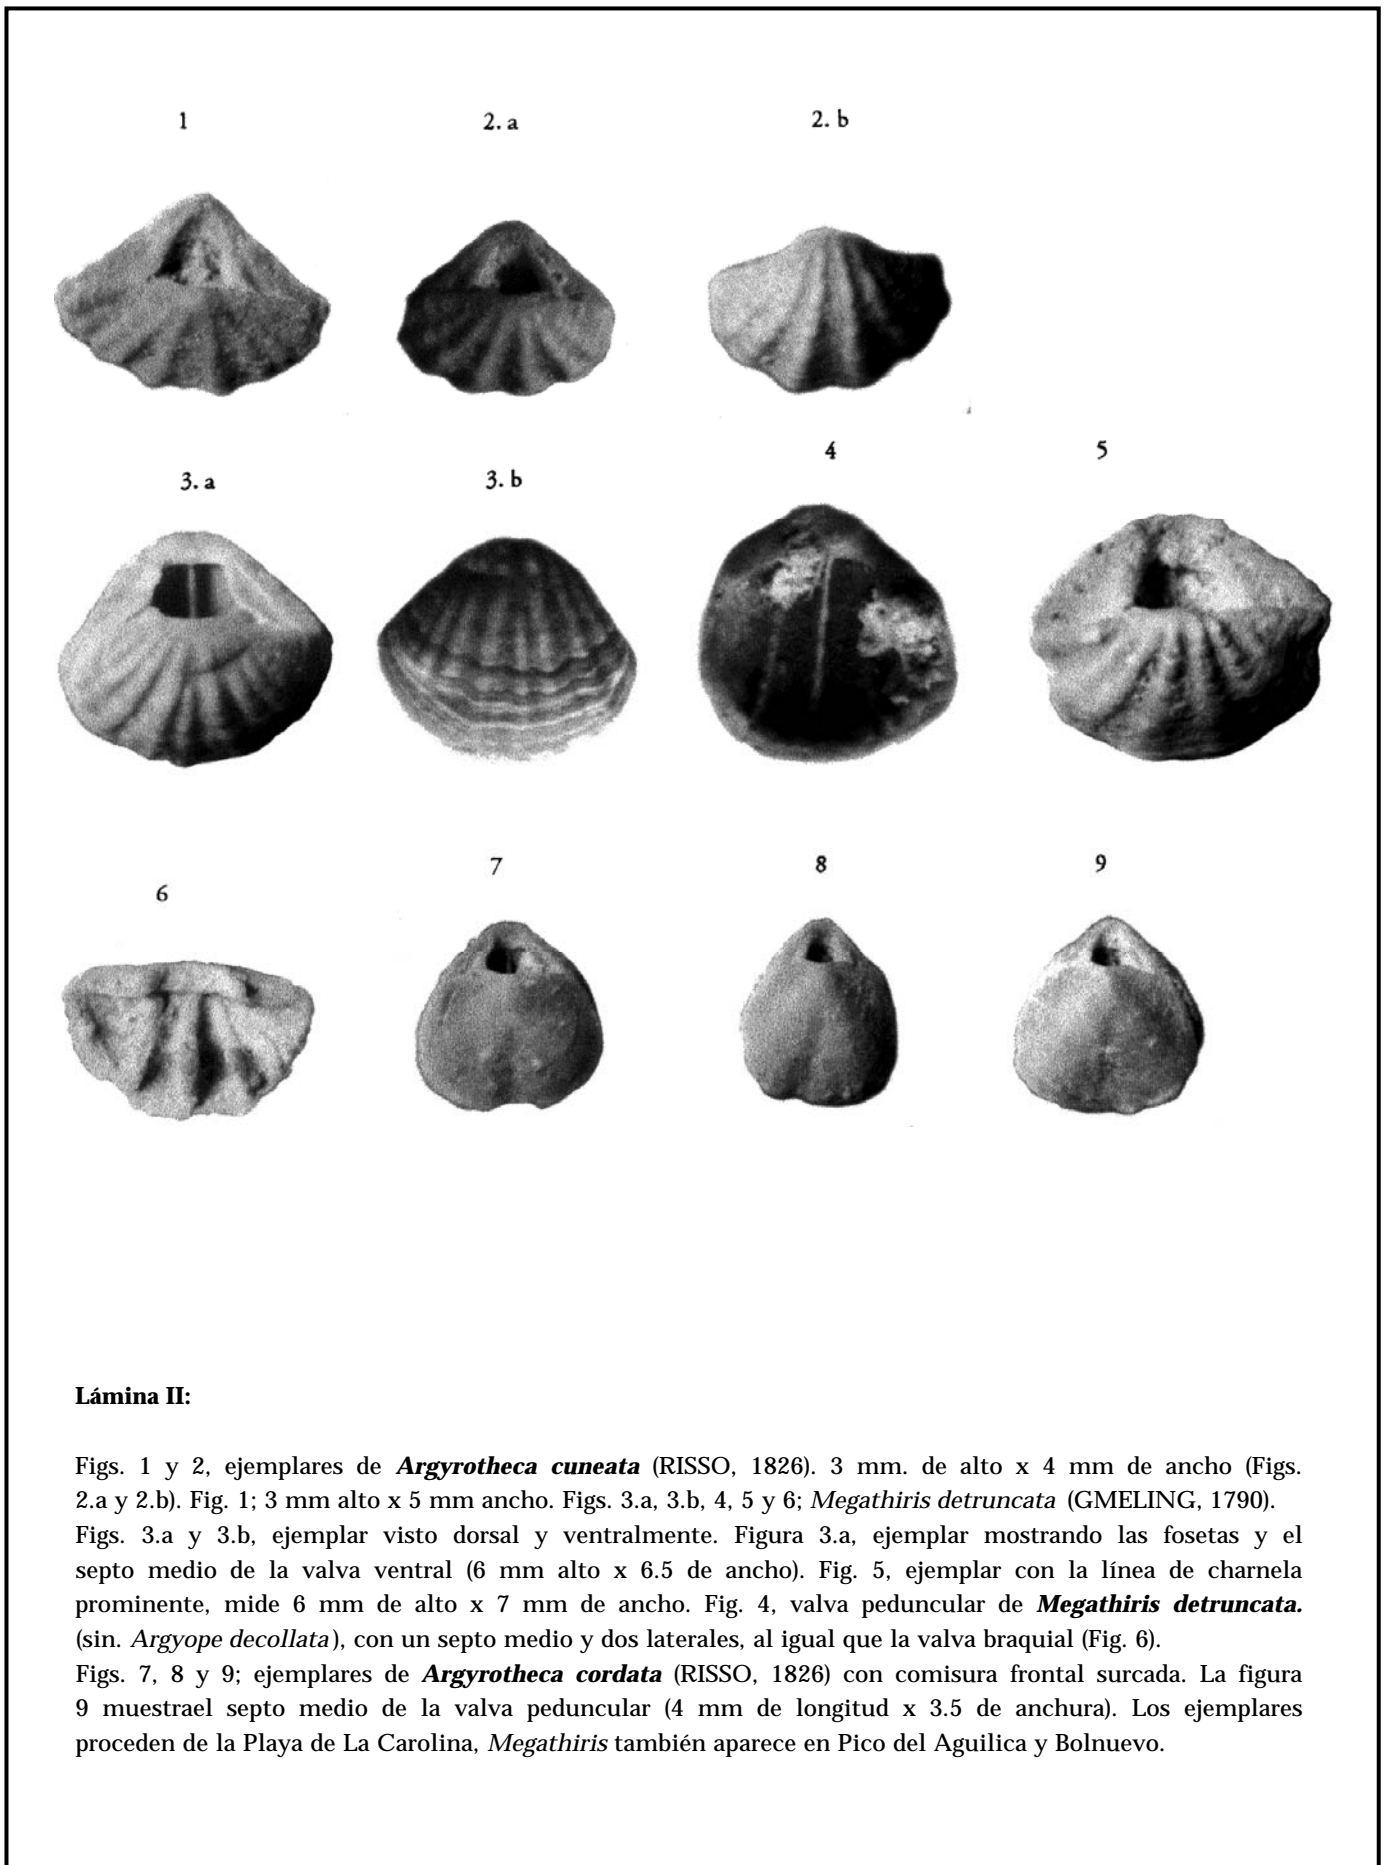 1 2. a 2. b
4 5
3. a 3. b
7 8 9
6
Lámina II:
Figs. 1 y 2, ejemplares de Argyrotheca cuneata (RISSO, 1826). 3 mm. de alto x 4 mm de ancho (Figs.
2.a y 2.b). Fig. 1; 3 mm alto x 5 mm ancho. Figs. 3.a, 3.b, 4, 5 y 6; Megathiris detruncata (GMELING, 1790).
Figs. 3.a y 3.b, ejemplar visto dorsal y ventralmente. Figura 3.a, ejemplar mostrando las fosetas y el
septo medio de la valva ventral (6 mm alto x 6.5 de ancho). Fig. 5, ejemplar con la línea de charnela
prominente, mide 6 mm de alto x 7 mm de ancho. Fig. 4, valva peduncular de Megathiris detruncata.
(sin. Argyope decollata), con un septo medio y dos laterales, al igual que la valva braquial (Fig. 6).
Figs. 7, 8 y 9; ejemplares de Argyrotheca cordata (RISSO, 1826) con comisura frontal surcada. La figura
9 muestrael septo medio de la valva peduncular (4 mm de longitud x 3.5 de anchura). Los ejemplares
proceden de la Playa de La Carolina, Megathiris también aparece en Pico del Aguilica y Bolnuevo.